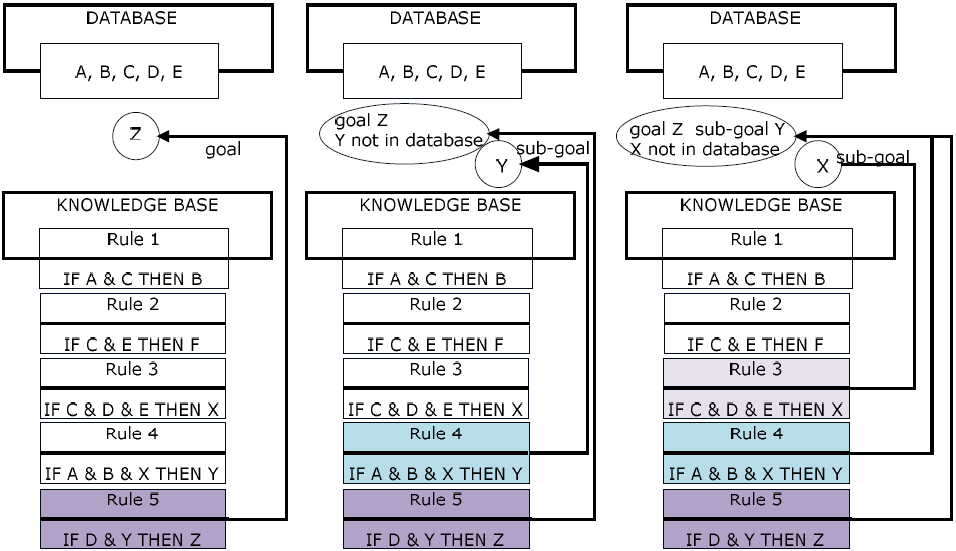 DATABASE
A, B, C, D, E
Z
goal
KNOWLEDGE BASE
Rule 1
IF A & C THEN B
Rule 2
IF C & E THEN F
Rule 3
IF C & D & E THEN X
Rule 4
IF A & B & X THEN Y
Rule 5
IF D & Y THEN Z
DATABASE
A, B, C, D, E
goal Z
Y not in database
sub-goal
Y
KNOWLEDGE BASE
Rule 1
IF A & C THEN B
Rule 2
IF C & E THEN F
Rule 3
IF C & D & E THEN X
Rule 4
IF A & B & X THEN Y
Rule 5
IF D & Y THEN Z
DATABASE
A, B, C, D, E
goal Z sub-goal Y
X not in database
X
sub-goal
KNOWLEDGE BASE
Rule 1
IF A & C THEN B
Rule 2
IF C & E THEN F
Rule 3
IF C & D & E THEN X
Rule 4
IF A & B & X THEN Y
Rule 5
IF D & Y THEN Z